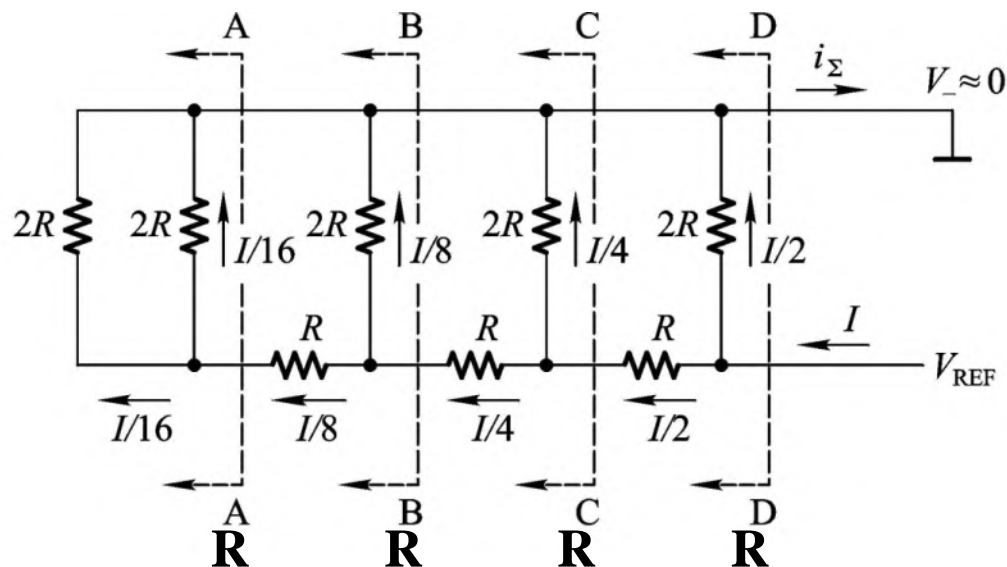 A B C D
i_Σ V_–≈0
2R 2R 2R 2R 2R
I/16 I/8 I/4 I/2
R R R I
V_REF
I/16 I/8 I/4 I/2
A B C D
R R R R